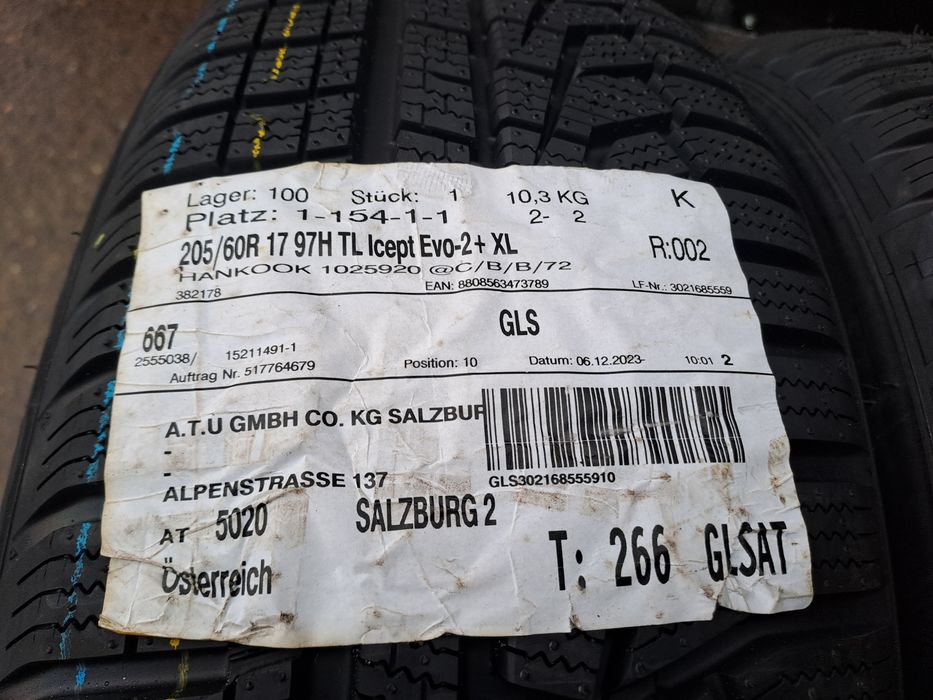 Lager: 100 Stück: 1 10,3 KG K
Platz: 1-154-1-1 2- 2
205/60R 17 97H TL Icept Evo-2+ XL R:002
HANKOOK 1025920 @C/B/B/72
382178 EAN: 8808563473789 LF-Nr.: 3021685559
667 GLS
2555038/ 15211491-1
Auftrag Nr. 517764679 Position: 10 Datum: 06.12.2023- 10:01 2
A.T.U GMBH CO. KG SALZBUR
-
-
GLS302168555910
ALPENSTRASSE 137
AT 5020 SALZBURG 2
Österreich T: 266 GLSAT